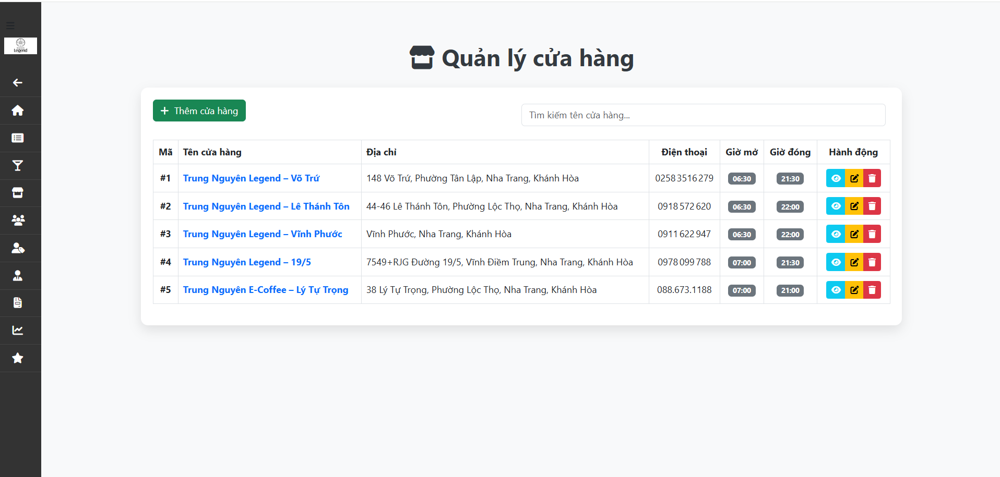 Legend
Quản lý cửa hàng
Thêm cửa hàng
Tìm kiếm tên cửa hàng...
Mã Tên cửa hàng Địa chỉ Điện thoại Giờ mở Giờ đóng Hành động
#1 Trung Nguyên Legend – Võ Trứ 148 Võ Trứ, Phường Tân Lập, Nha Trang, Khánh Hòa 0258 3516 279 06:30 21:30
#2 Trung Nguyên Legend – Lê Thánh Tôn 44-46 Lê Thánh Tôn, Phường Lộc Thọ, Nha Trang, Khánh Hòa 0918 572 620 06:30 22:00
#3 Trung Nguyên Legend – Vĩnh Phước Vĩnh Phước, Nha Trang, Khánh Hòa 0911 622 947 06:30 22:00
#4 Trung Nguyên Legend – 19/5 7549+RJG Đường 19/5, Vĩnh Điềm Trung, Nha Trang, Khánh Hòa 0978 099 788 07:00 21:30
#5 Trung Nguyên E-Coffee – Lý Tự Trọng 38 Lý Tự Trọng, Phường Lộc Thọ, Nha Trang, Khánh Hòa 088.673.1188 07:00 21:00